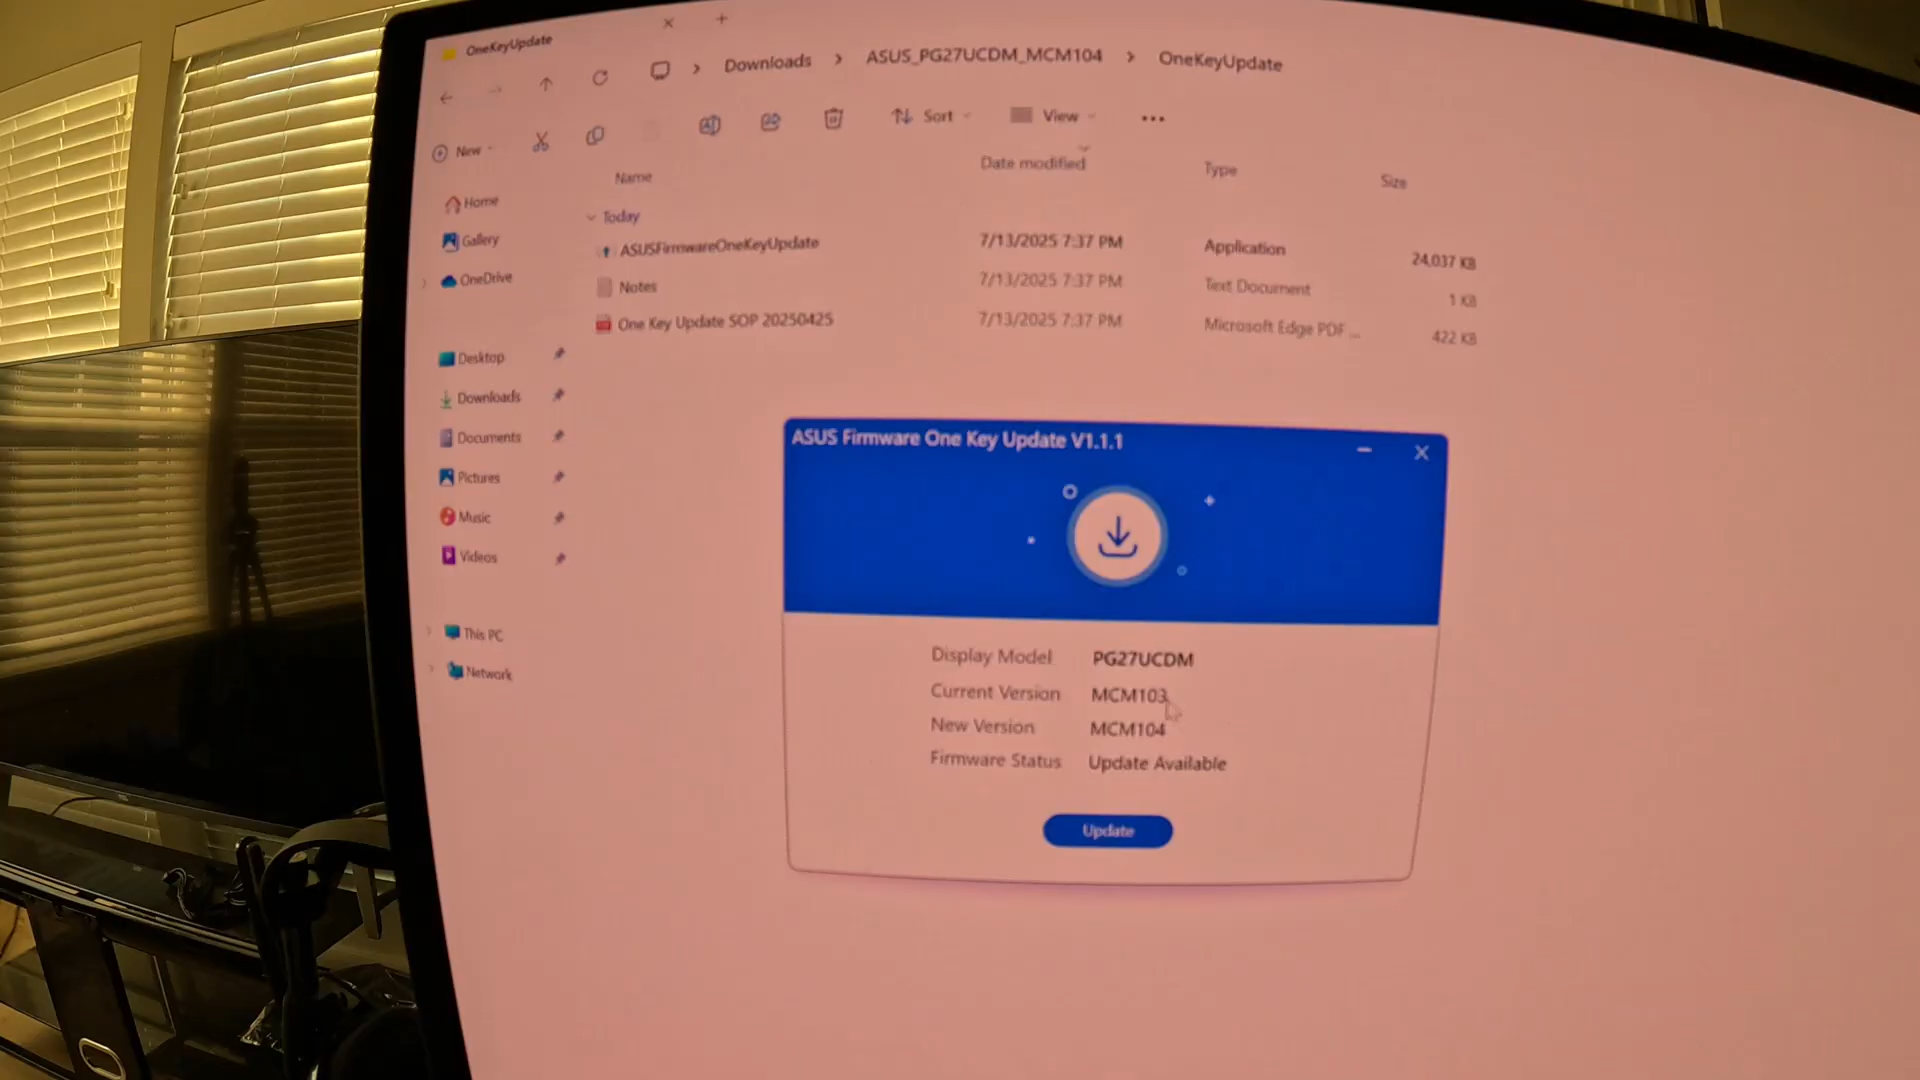 OneKeyUpdate
Downloads > ASUS_PG27UCDM_MCM104 > OneKeyUpdate
New Sort View
Name Date modified Type Size
Home
Gallery
OneDrive
Desktop
Downloads
Documents
Pictures
Music
Videos
This PC
Network
Today
ASUSFirmwareOneKeyUpdate 7/13/2025 7:37 PM Application 24,037 KB
Notes 7/13/2025 7:37 PM Text Document 1 KB
One Key Update SOP 20250425 7/13/2025 7:37 PM Microsoft Edge PDF ... 422 KB
ASUS Firmware One Key Update V1.1.1
Display Model PG27UCDM
Current Version MCM103
New Version MCM104
Firmware Status Update Available
Update